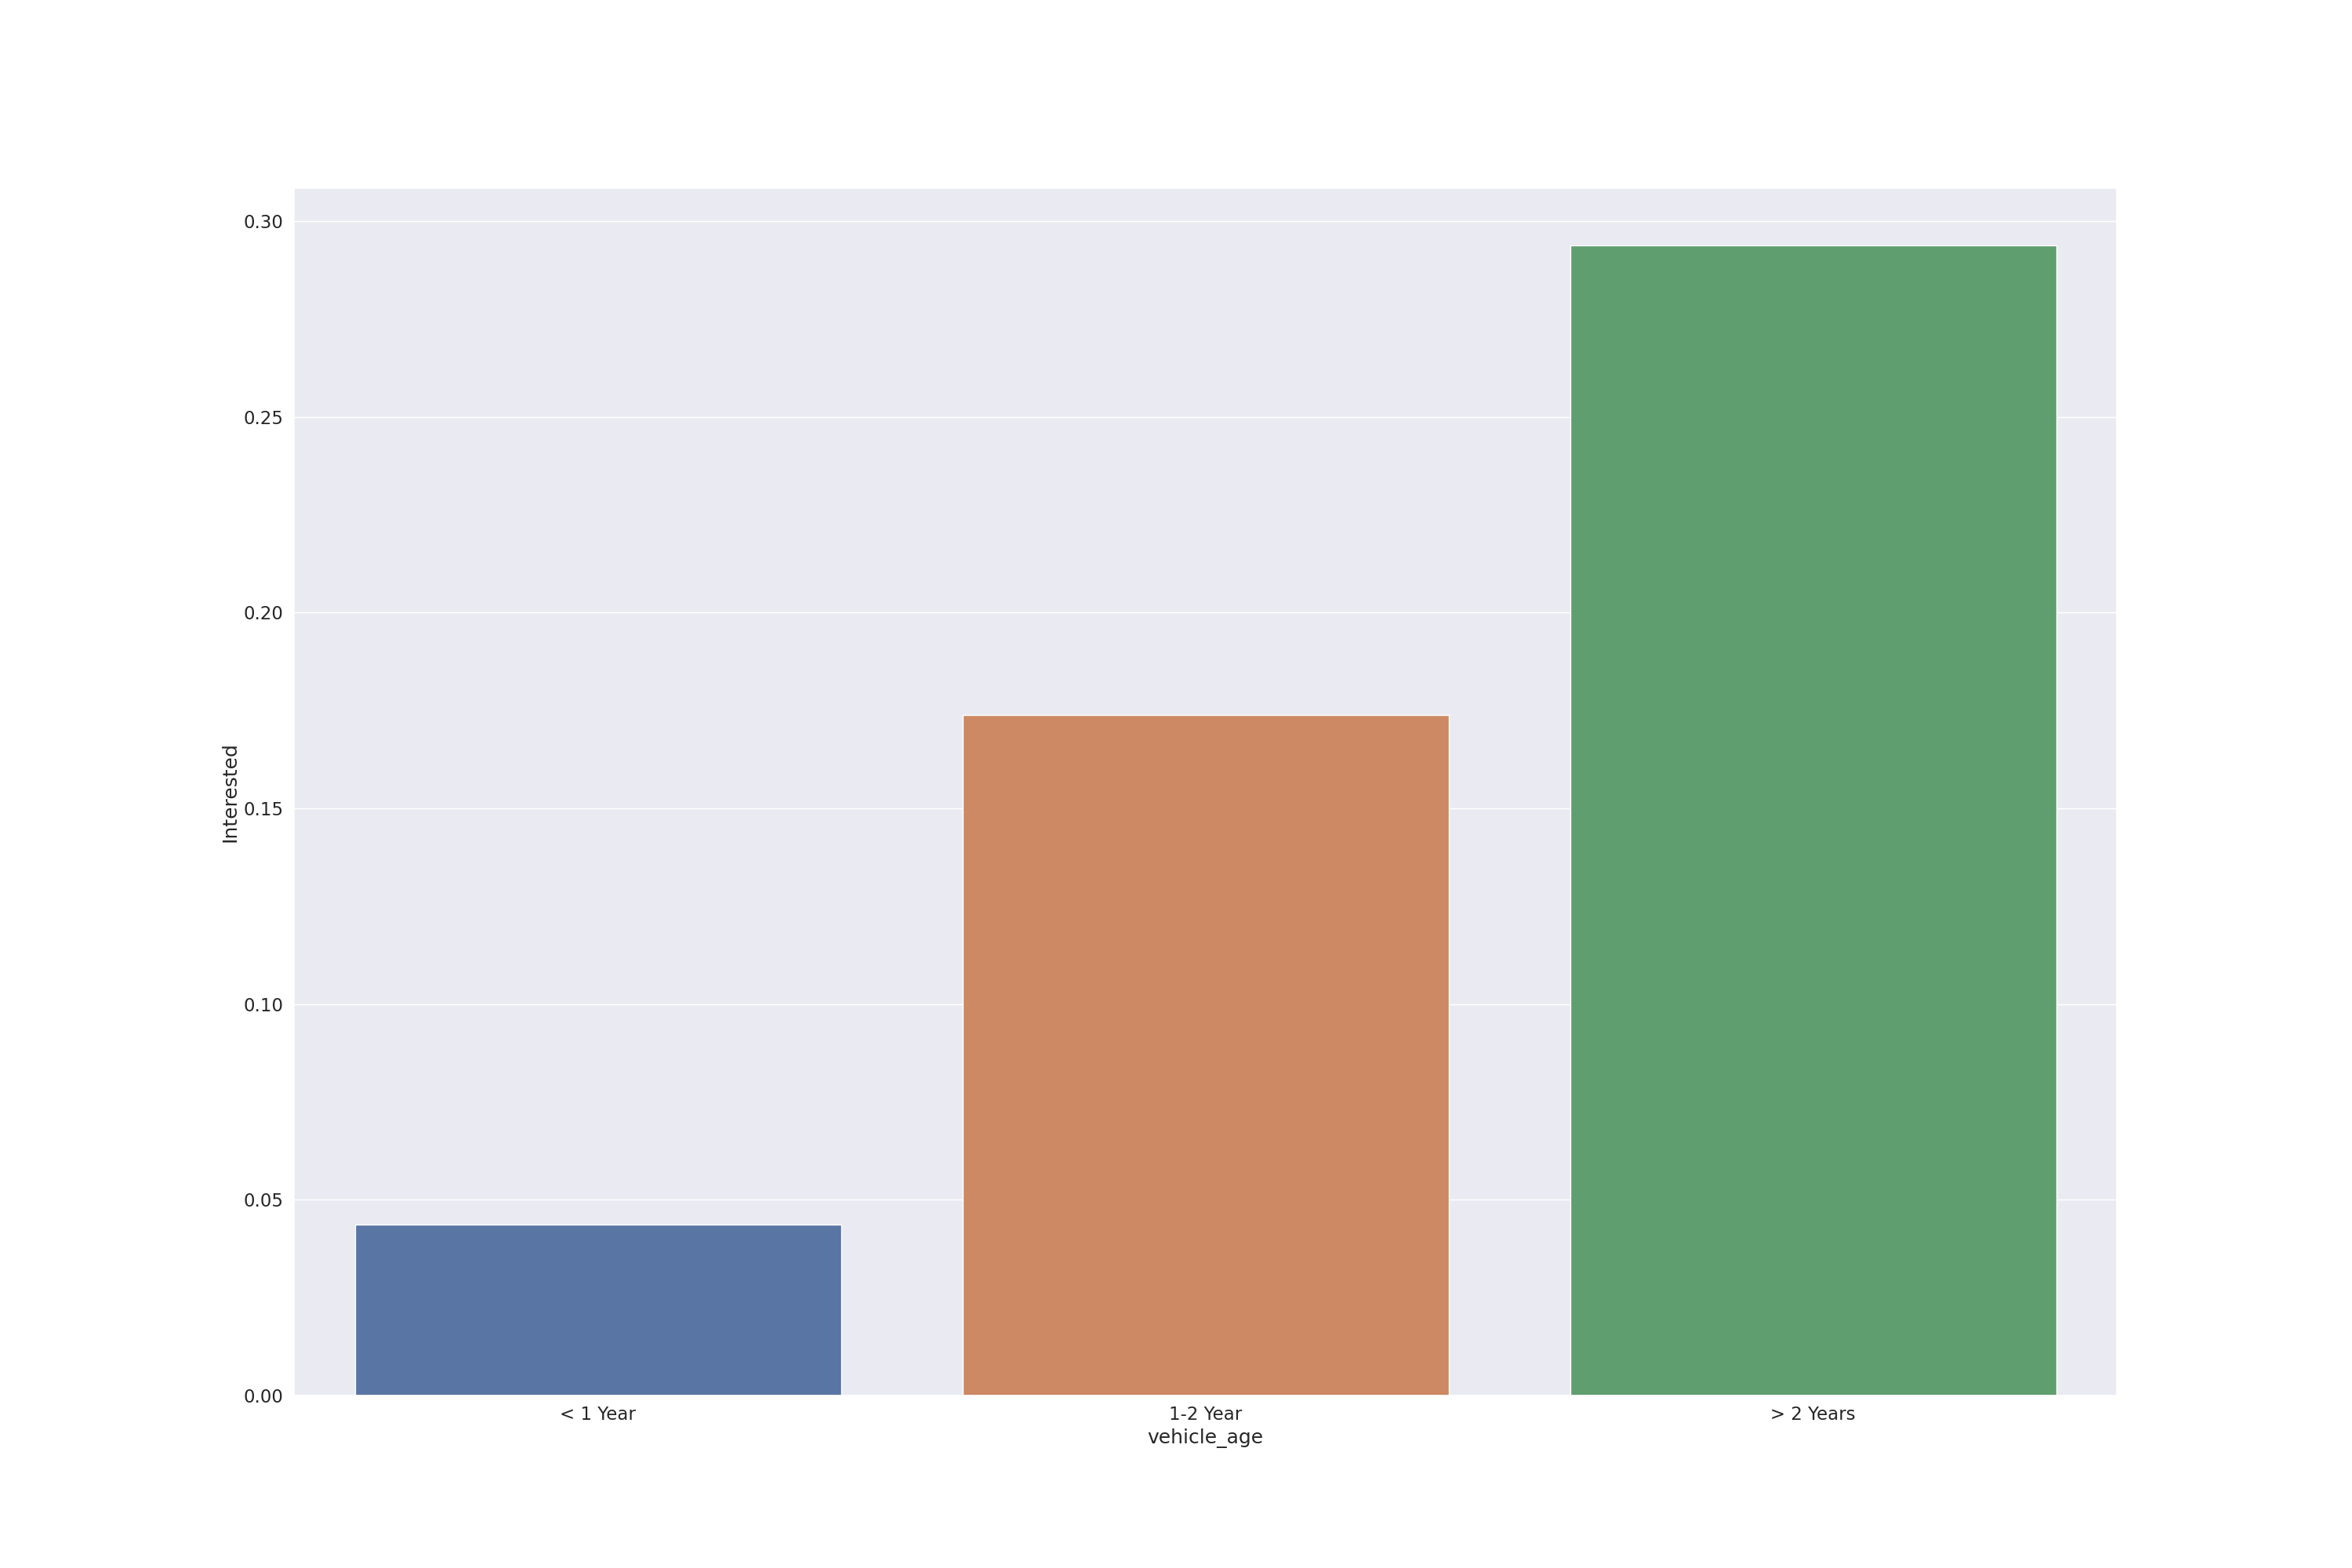 0.30
0.25
0.20
0.15
0.10
0.05
0.00
Interested
< 1 Year
1-2 Year
> 2 Years
vehicle_age